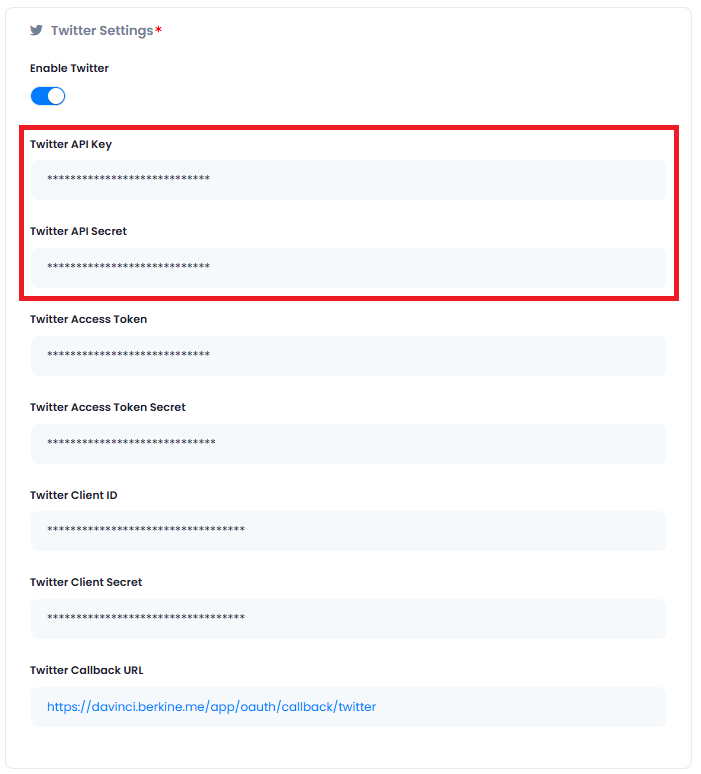 Twitter Settings*
Enable Twitter
Twitter API Key
****************************
Twitter API Secret
****************************
Twitter Access Token
****************************
Twitter Access Token Secret
*****************************
Twitter Client ID
**********************************
Twitter Client Secret
**********************************
Twitter Callback URL
https://davinci.berkine.me/app/oauth/callback/twitter